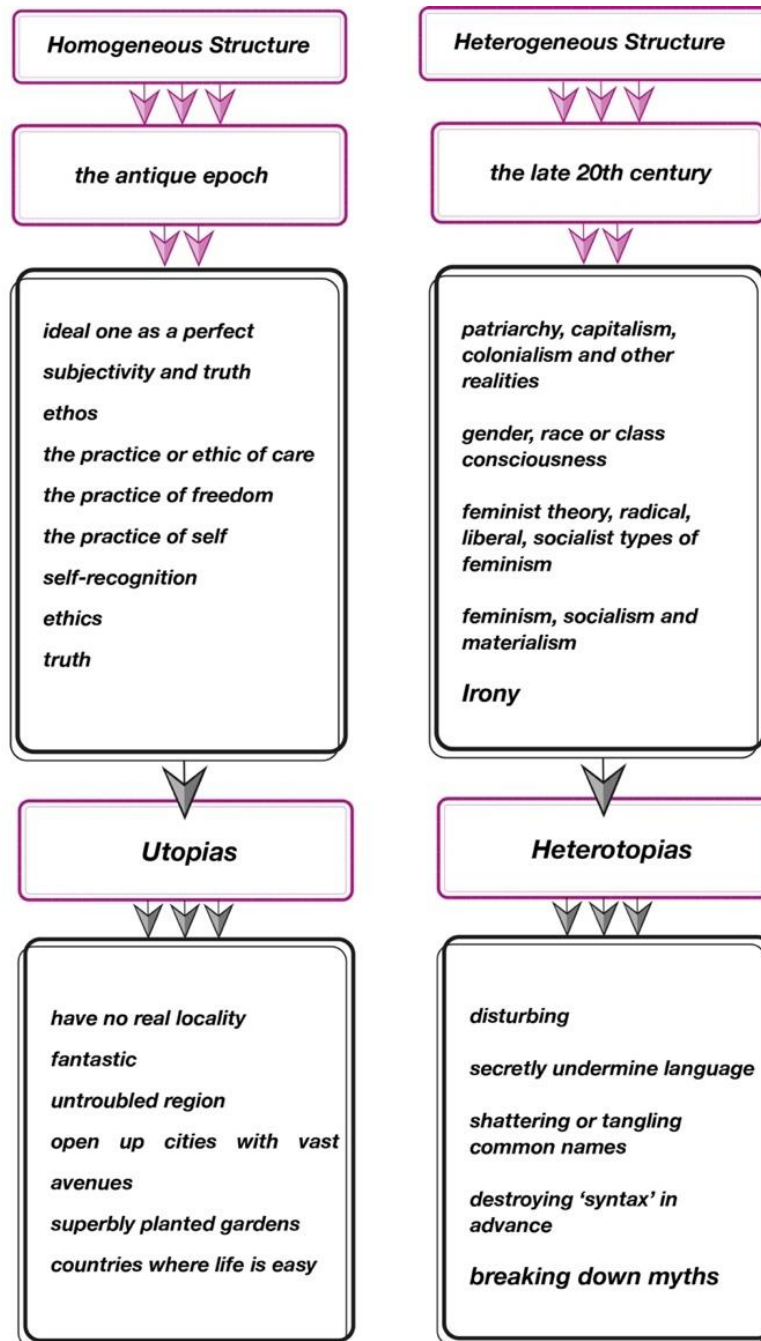 Homogeneous Structure
the antique epoch
ideal one as a perfect
subjectivity and truth
ethos
the practice or ethic of care
the practice of freedom
the practice of self
self-recognition
ethics
truth
Utopias
have no real locality
fantastic
untroubled region
open up cities with vast
avenues
superbly planted gardens
countries where life is easy
Heterogeneous Structure
the late 20th century
patriarchy, capitalism,
colonialism and other
realities
gender, race or class
consciousness
feminist theory, radical,
liberal, socialist types of
feminism
feminism, socialism and
materialism
Irony
Heterotopias
disturbing
secretly undermine language
shattering or tangling
common names
destroying ‘syntax’ in
advance
breaking down myths